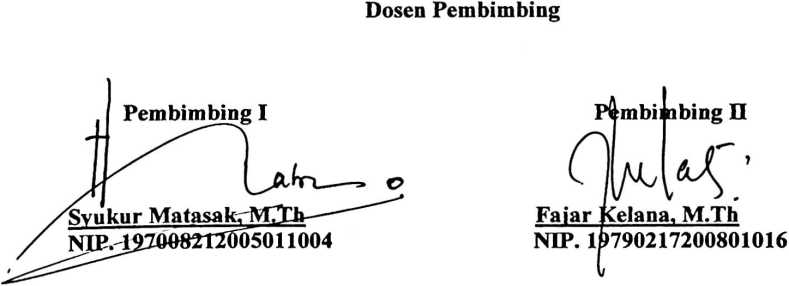 Dosen Pembimbing
Pembimbing I
Pembimbing II
Syukur Matasak, M.Th
NIP. 197008212005011004
Fajar Kelana, M.Th
NIP. 19790217200801016